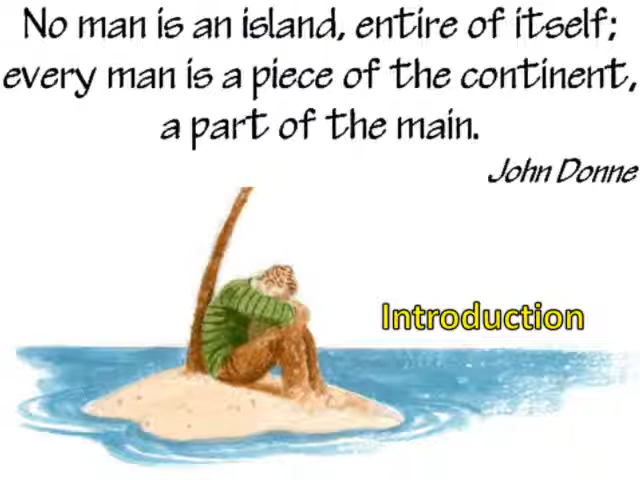 No man is an island, entire of itself;
every man is a piece of the continent,
a part of the main.
John Donne
Introduction